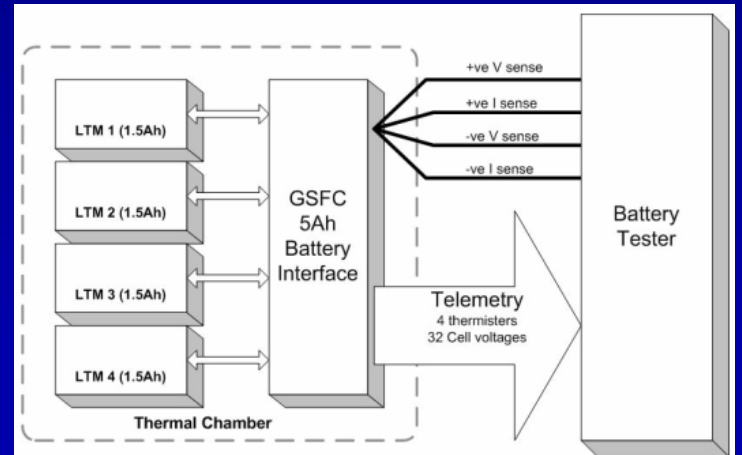 LTM 1 (1.5Ah)
LTM 2 (1.5Ah)
LTM 3 (1.5Ah)
LTM 4 (1.5Ah)
Thermal Chamber
GSFC
5Ah
Battery
Interface
+ve V sense
+ve I sense
-ve V sense
-ve I sense
Telemetry
4 thermisters
32 Cell voltages
Battery
Tester